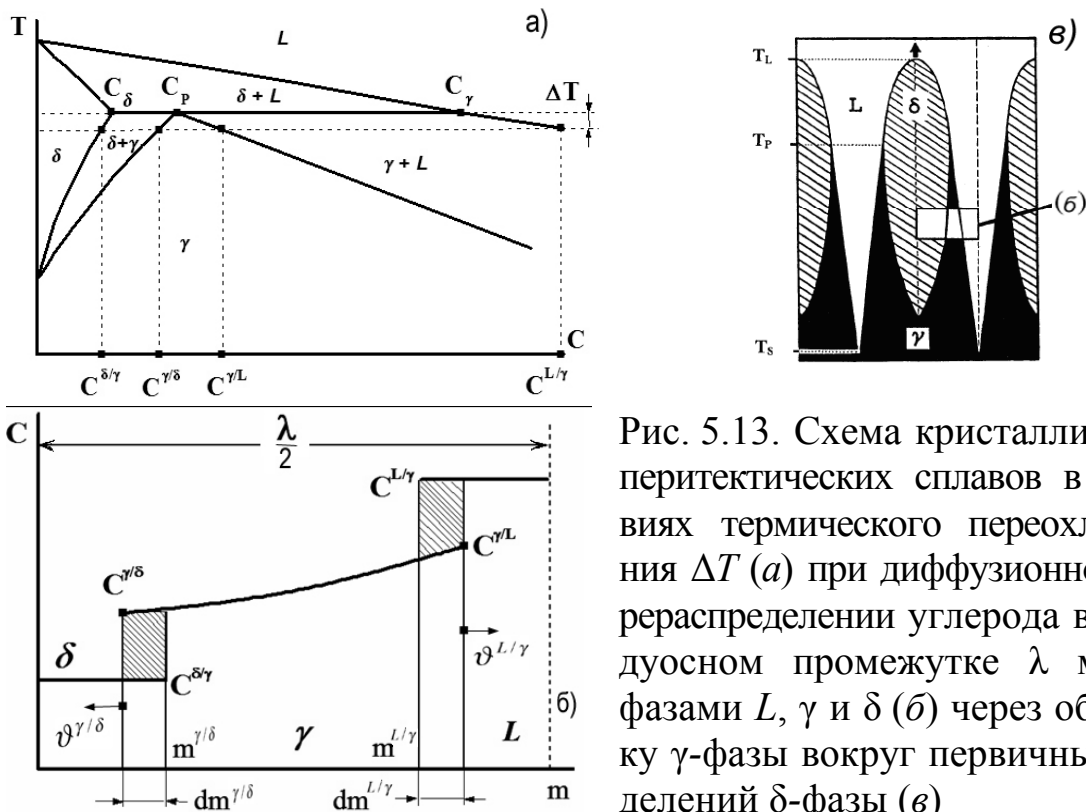 T
a)
L
C_δ
C_P
C_γ
δ + L
ΔT
δ
δ+γ
γ + L
γ
C
C^{δ/γ}
C^{γ/δ}
C^{γ/L}
C^{L/γ}
в)
T_L
L
δ
T_P
(б)
γ
T_S
C
λ
2
C^{L/γ}
C^{γ/L}
C^{γ/δ}
δ
C^{δ/γ}
ϑ^{L/γ}
ϑ^{γ/δ}
б)
m^{γ/δ}
γ
m^{L/γ}
L
dm^{γ/δ}
dm^{L/γ}
m
Рис. 5.13. Схема кристалли
перитектических сплавов в
виях термического переохл
ния ΔT (а) при диффузионно
рераспределении углерода в
дуосном промежутке λ м
фазами L, γ и δ (б) через об
ку γ-фазы вокруг первичны
делений δ-фазы (в)